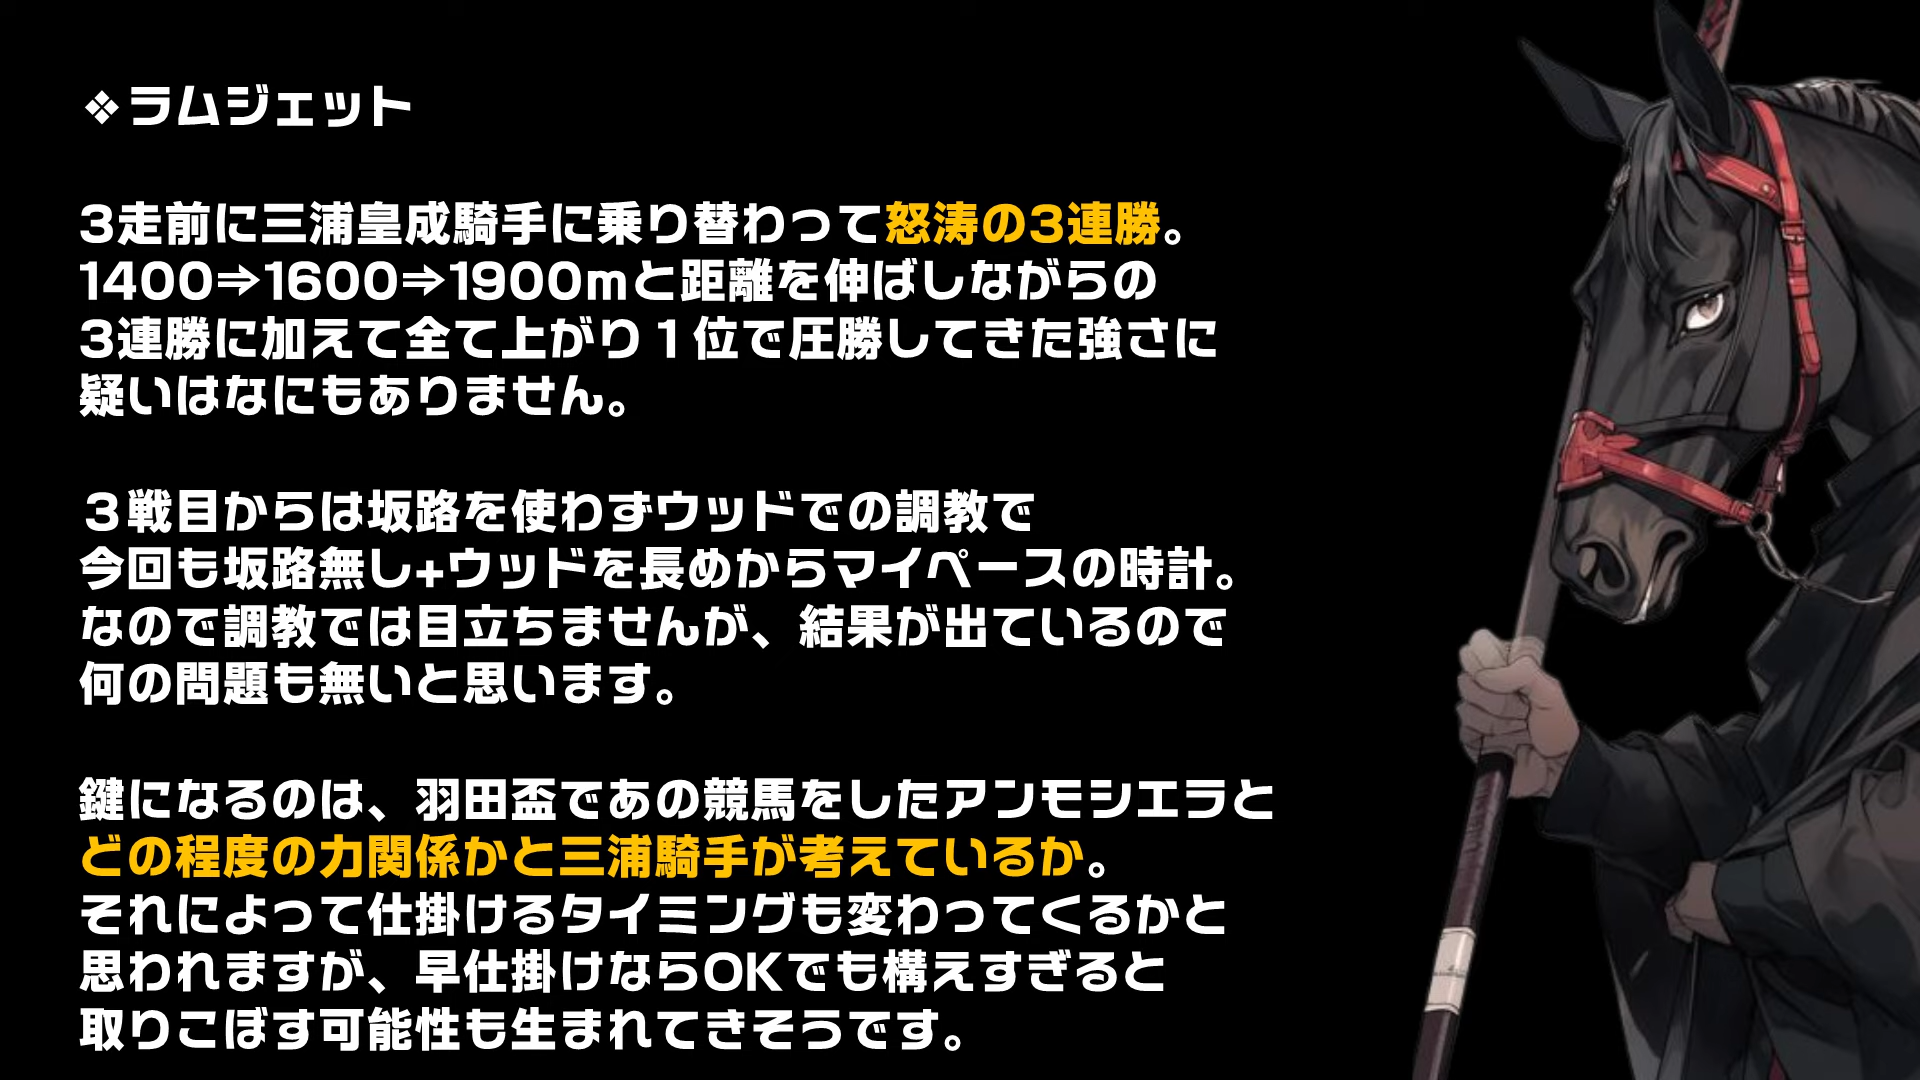 ❖ラムジェット
3走前に三浦皇成騎手に乗り替わって怒涛の3連勝。
1400⇒1600⇒1900mと距離を伸ばしながらの
3連勝に加えて全て上がり１位で圧勝してきた強さに
疑いはなにもありません。
３戦目からは坂路を使わずウッドでの調教で
今回も坂路無し+ウッドを長めからマイペースの時計。
なので調教では目立ちませんが、結果が出ているので
何の問題も無いと思います。
鍵になるのは、羽田盃であの競馬をしたアンモシエラと
どの程度の力関係かと三浦騎手が考えているか。
それによって仕掛けるタイミングも変わってくるかと
思われますが、早仕掛けならOKでも構えすぎると
取りこぼす可能性も生まれてきそうです。